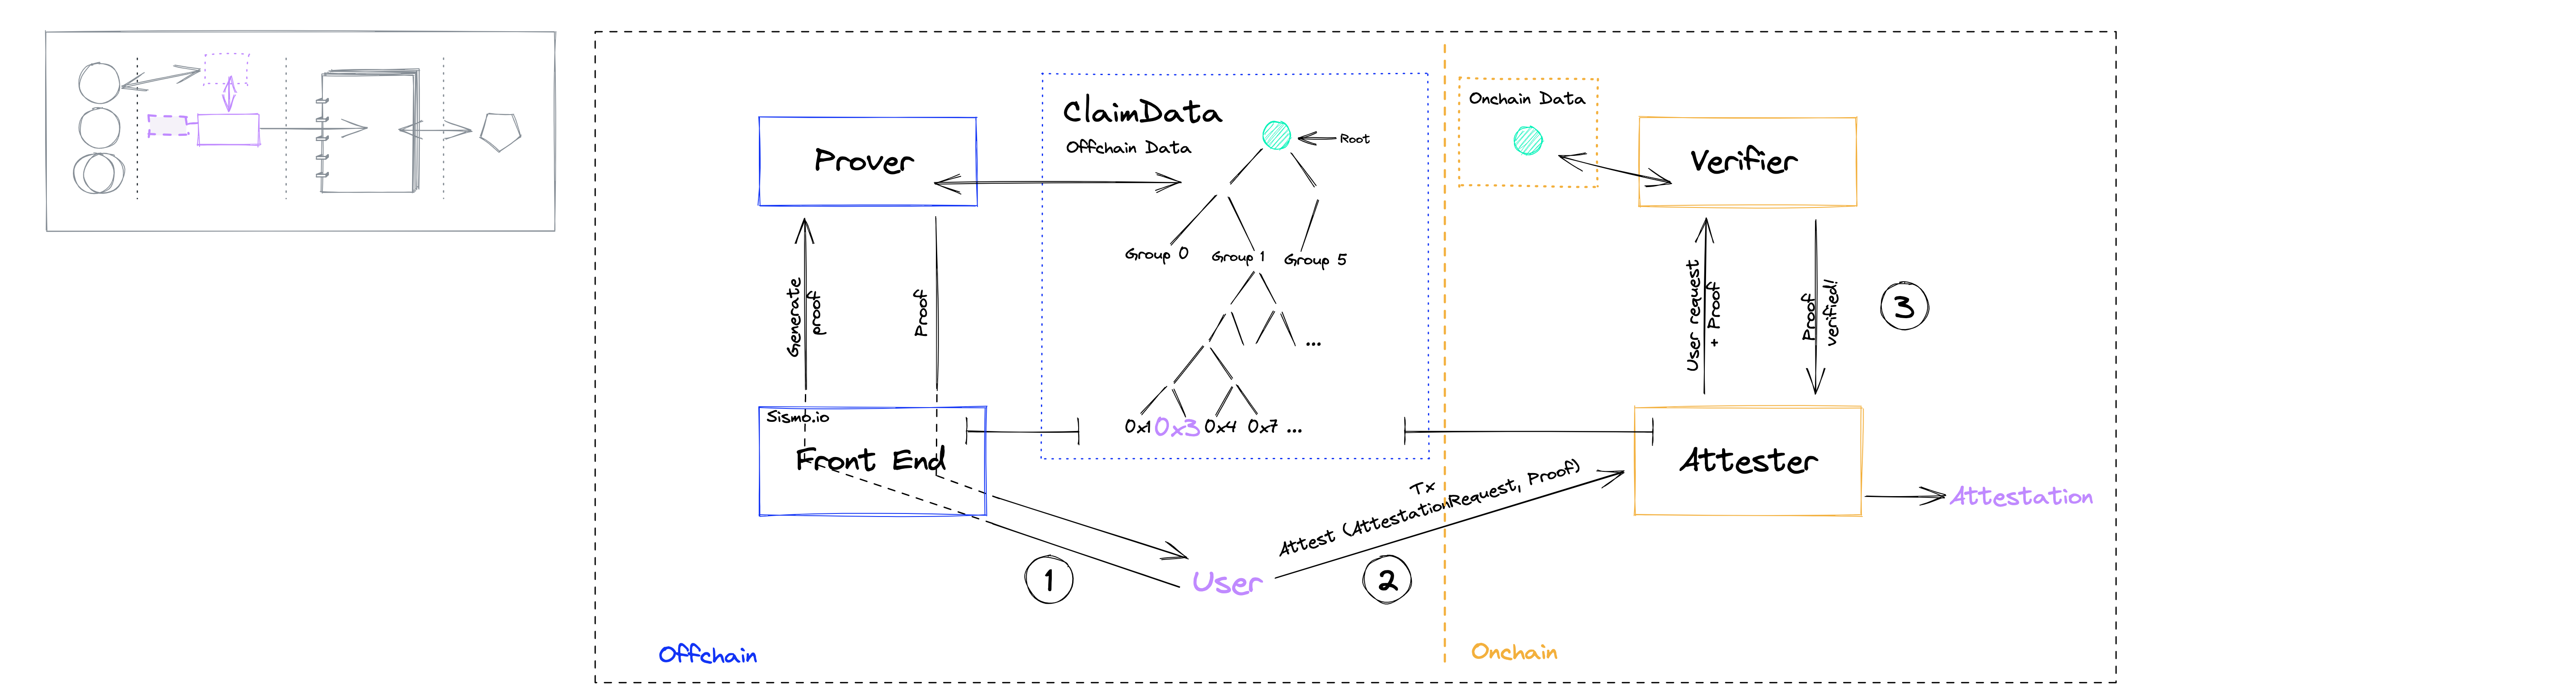 ClaimData
Offchain Data
Root
Onchain Data
Prover
Verifier
Group 0
Group 1
Group 5
Generate
proof
Proof
User request
+ Proof
Proof
verified!
3
...
Sismo.io
Front End
0x1 0x3 0x4 0x7 ...
Attester
Attestation
Tx
Attest (AttestationRequest, Proof)
1
User
2
Offchain
Onchain